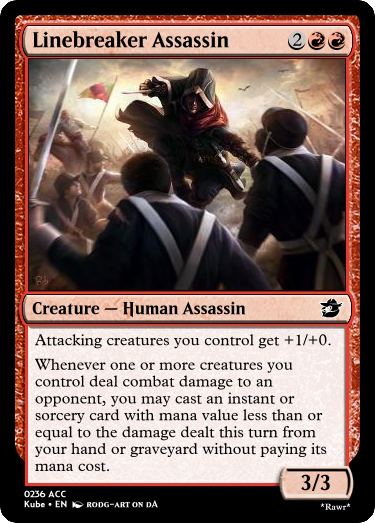 Linebreaker Assassin 2
Creature — Human Assassin
Attacking creatures you control get +1/+0.
Whenever one or more creatures you
control deal combat damage to an
opponent, you may cast an instant or
sorcery card with mana value less than or
equal to the damage dealt this turn from
your hand or graveyard without paying its
mana cost.
3/3
0236 ACC
Kube • EN RODG-ART ON DA
*Rawr*